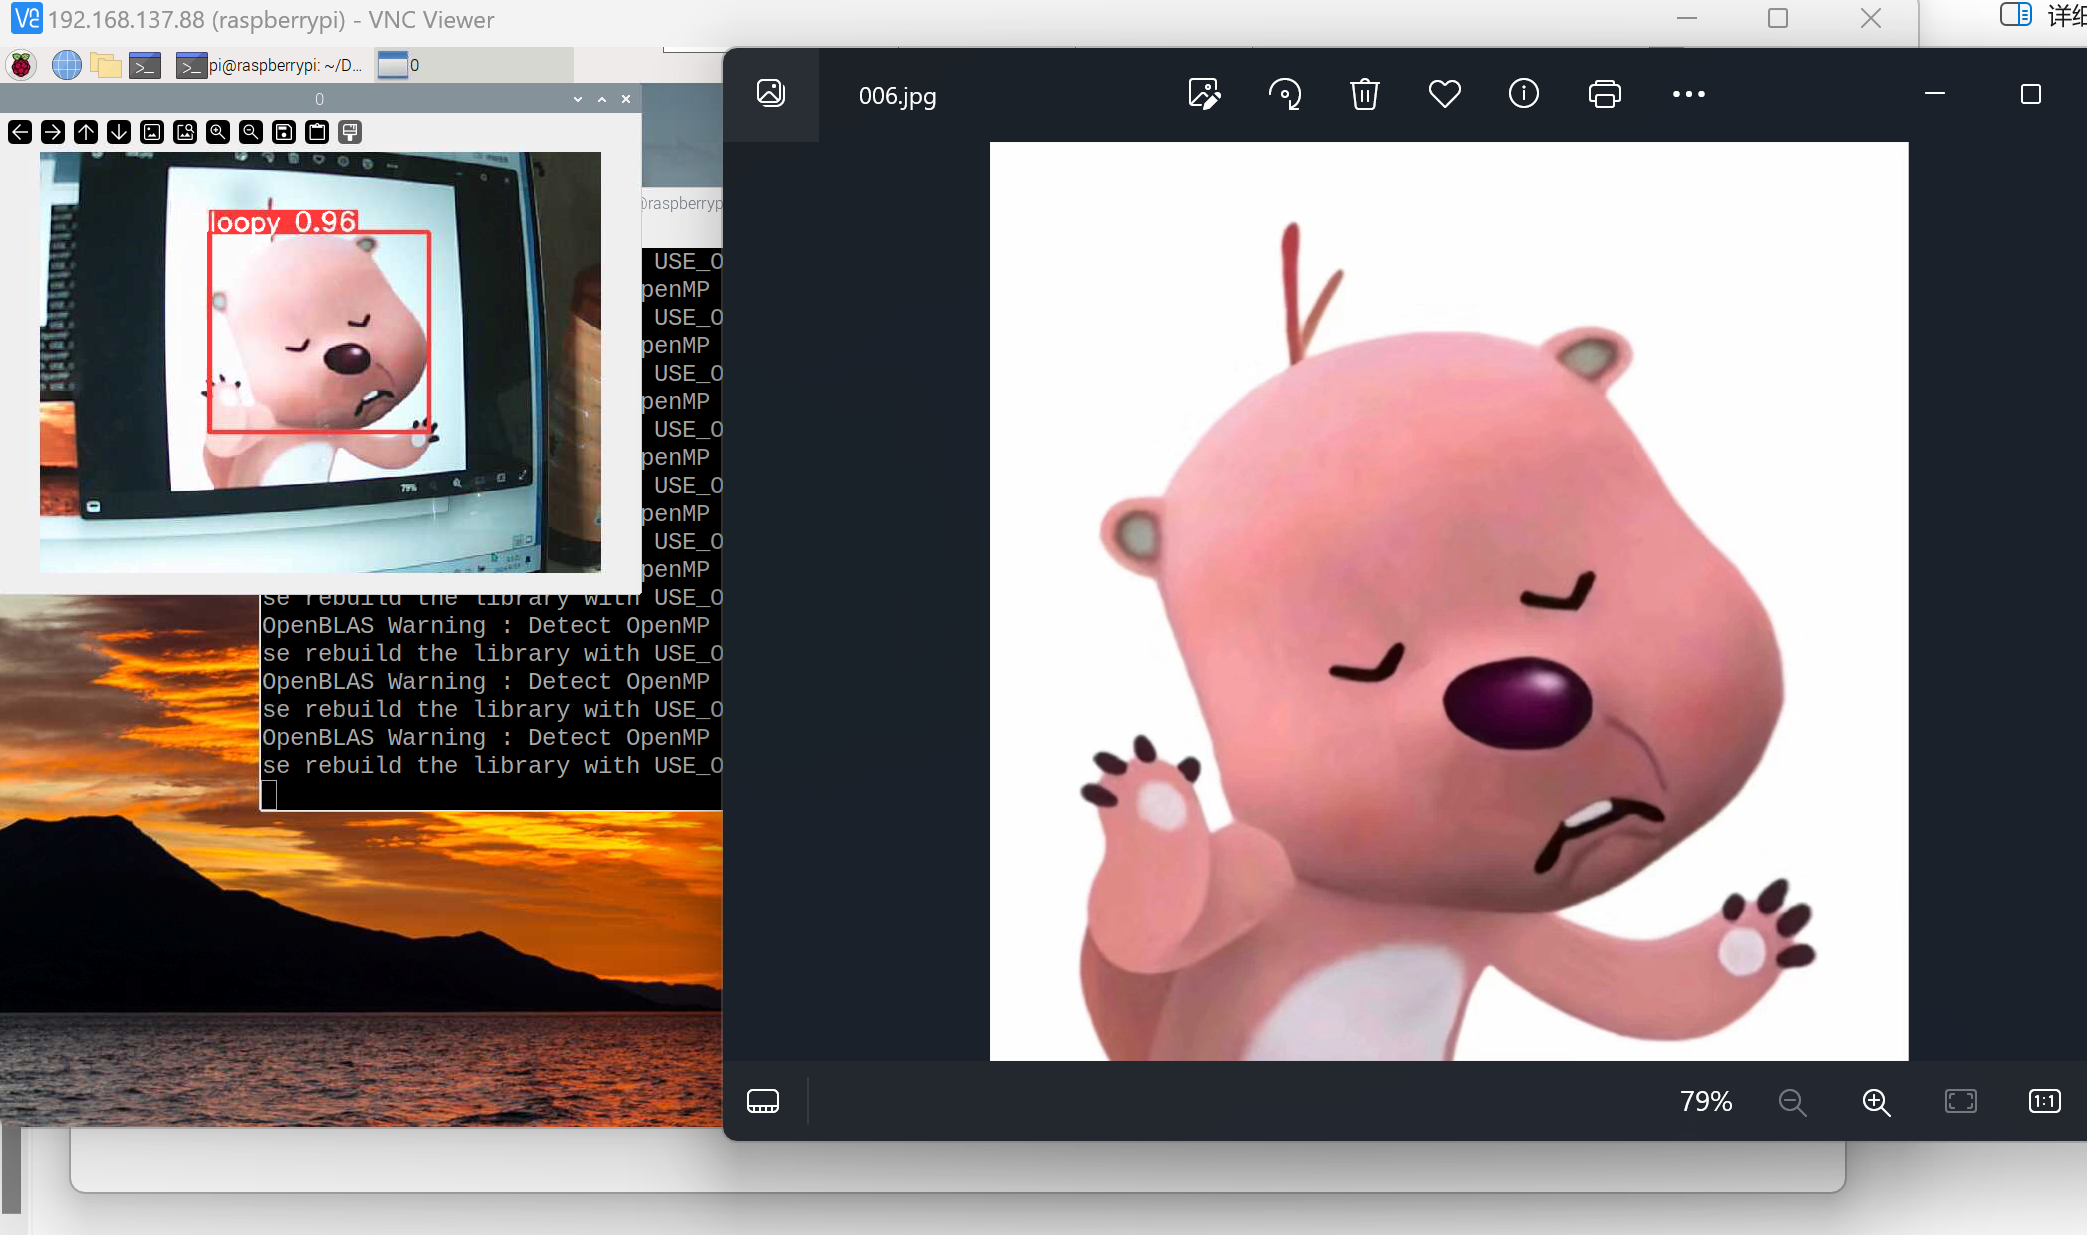 192.168.137.88 (raspberrypi) - VNC Viewer
详细
pi@raspberrypi: ~/D...
0
0
006.jpg
loopy 0.96
@raspberryp
USE_O
penMP
USE_O
penMP
USE_O
penMP
USE_O
penMP
USE_O
penMP
USE_O
penMP
se rebuild the library with USE_O
OpenBLAS Warning : Detect OpenMP
se rebuild the library with USE_O
OpenBLAS Warning : Detect OpenMP
se rebuild the library with USE_O
OpenBLAS Warning : Detect OpenMP
se rebuild the library with USE_O
79%
79%
1:1